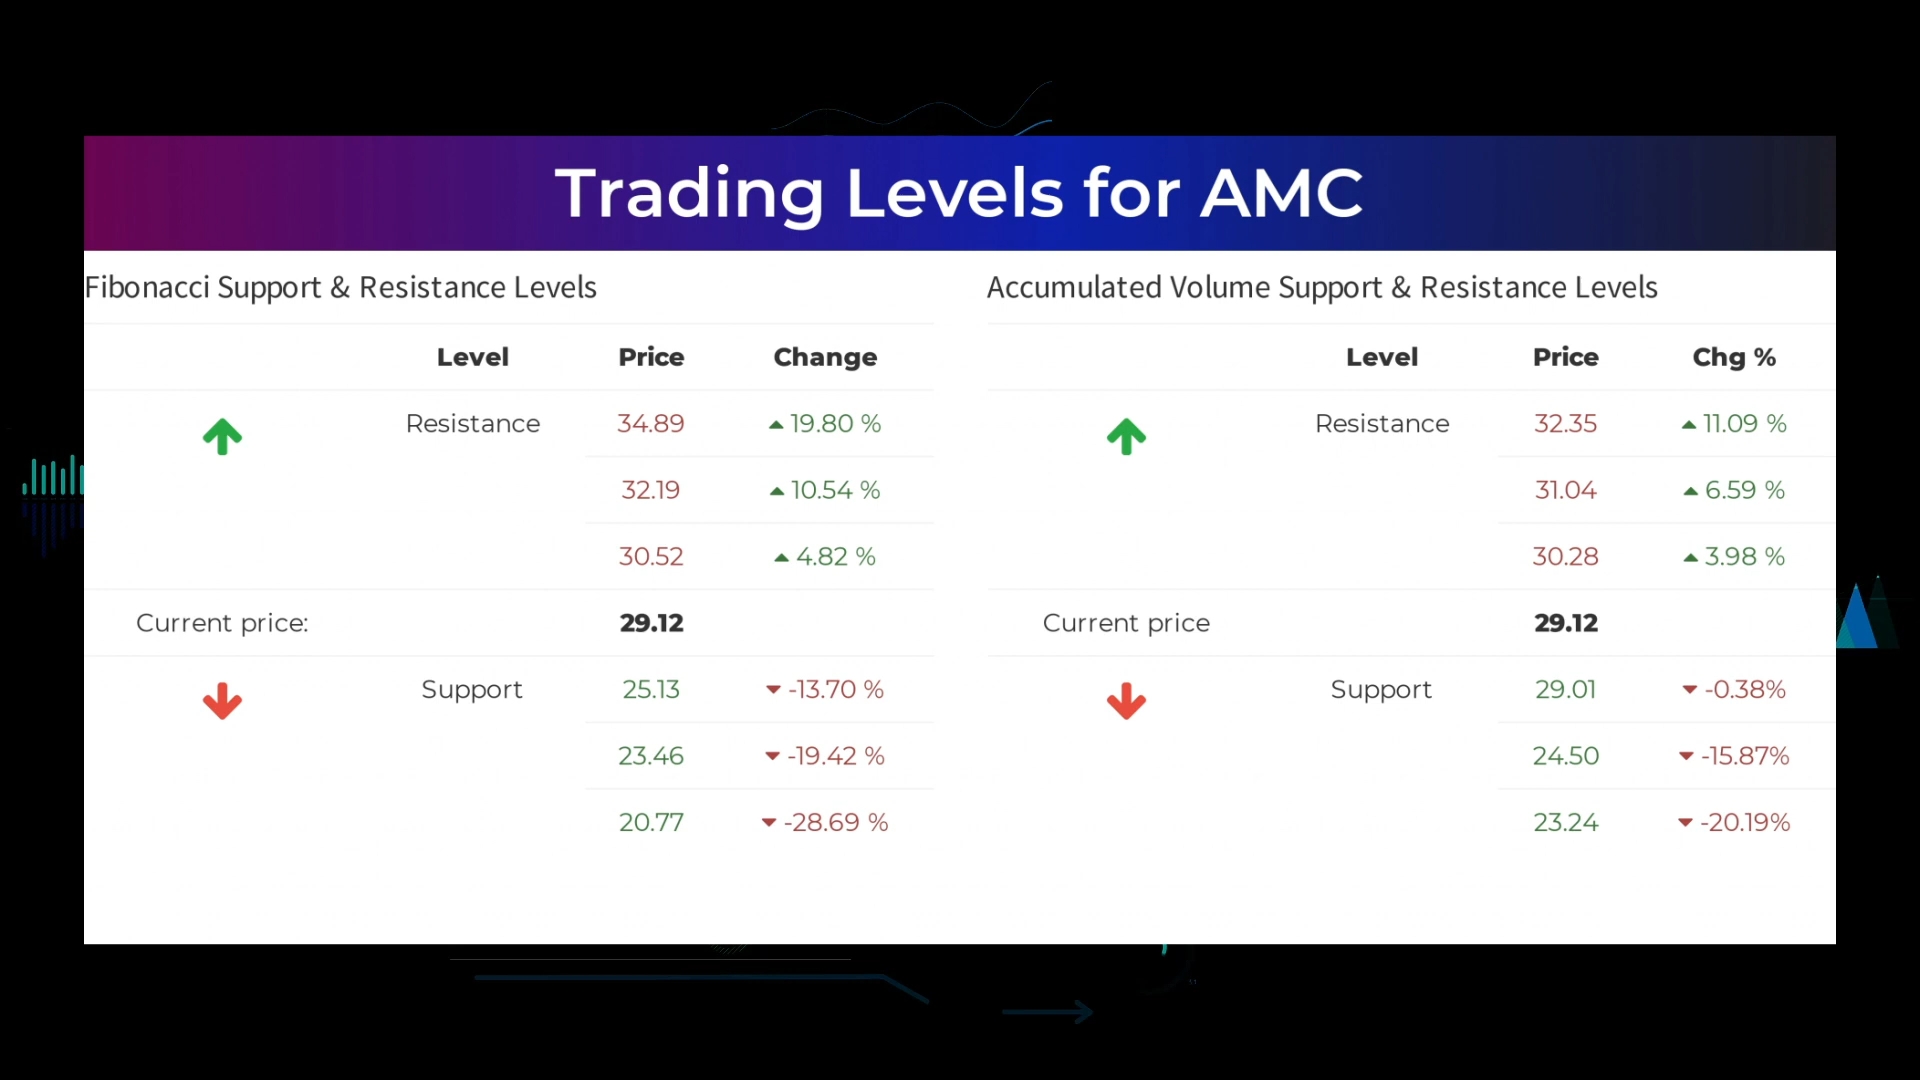 Trading Levels for AMC
Fibonacci Support & Resistance Levels
Level Price Change
Resistance 34.89 19.80 %
32.19 10.54 %
30.52 4.82 %
Current price: 29.12
Support 25.13 -13.70 %
23.46 -19.42 %
20.77 -28.69 %
Accumulated Volume Support & Resistance Levels
Level Price Chg %
Resistance 32.35 11.09 %
31.04 6.59 %
30.28 3.98 %
Current price 29.12
Support 29.01 -0.38%
24.50 -15.87%
23.24 -20.19%